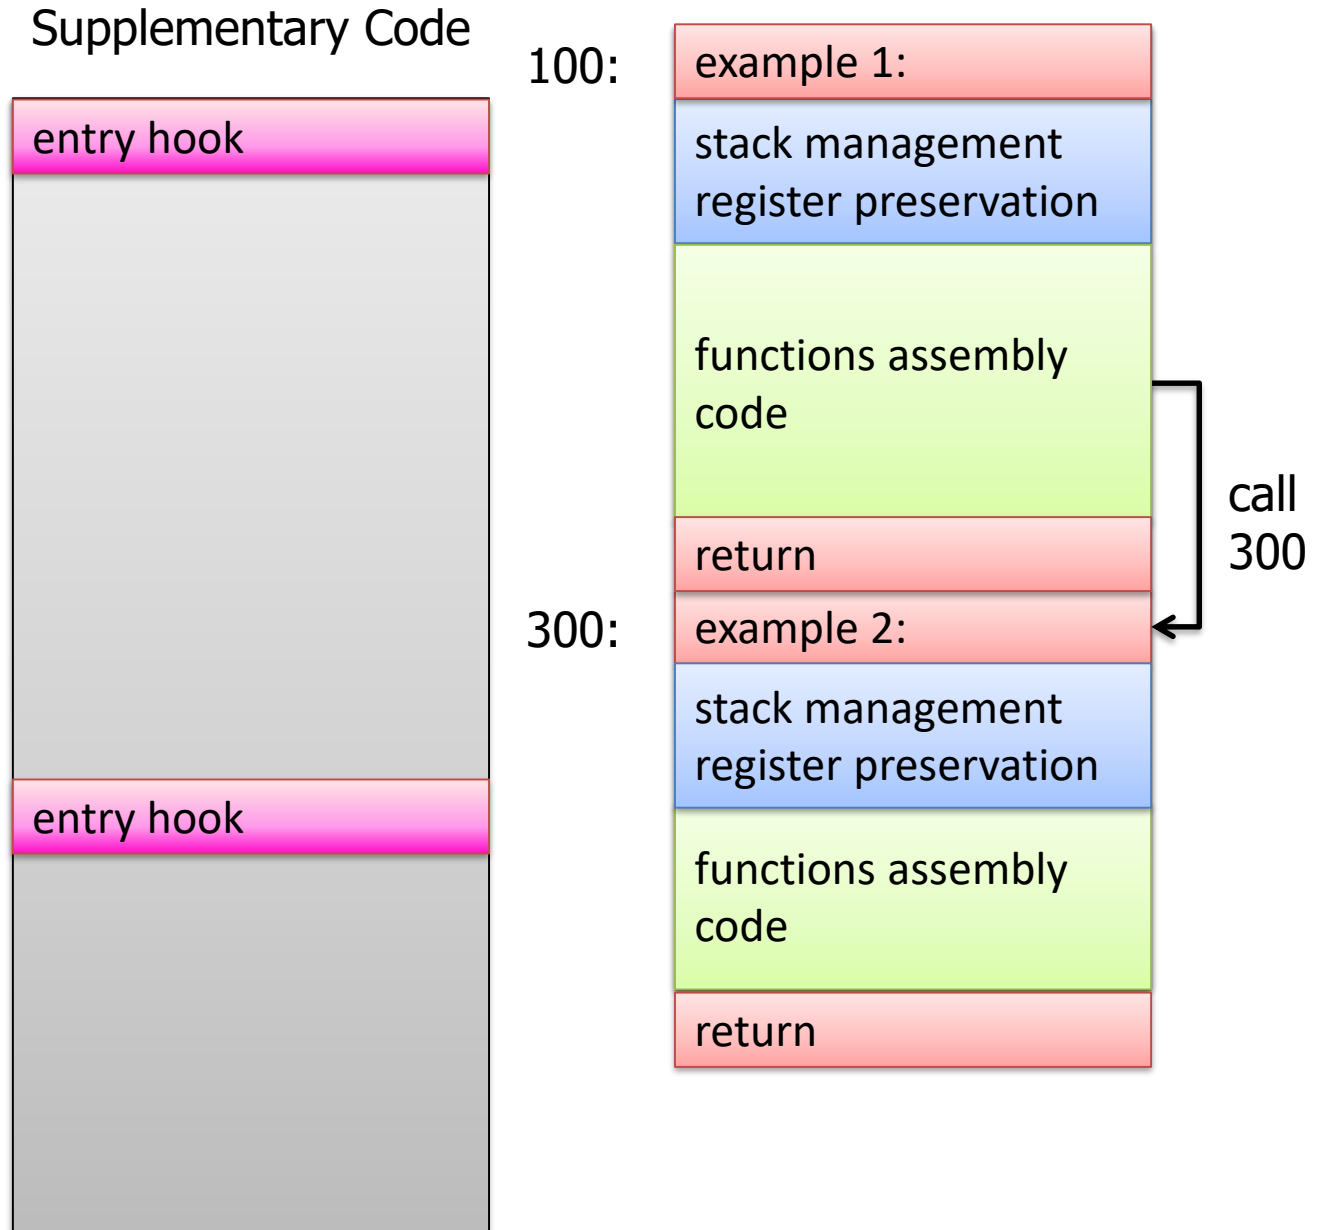 Supplementary Code
entry hook
entry hook
100:
example 1:
stack management
register preservation
functions assembly
code
return
call
300
300:
example 2:
stack management
register preservation
functions assembly
code
return